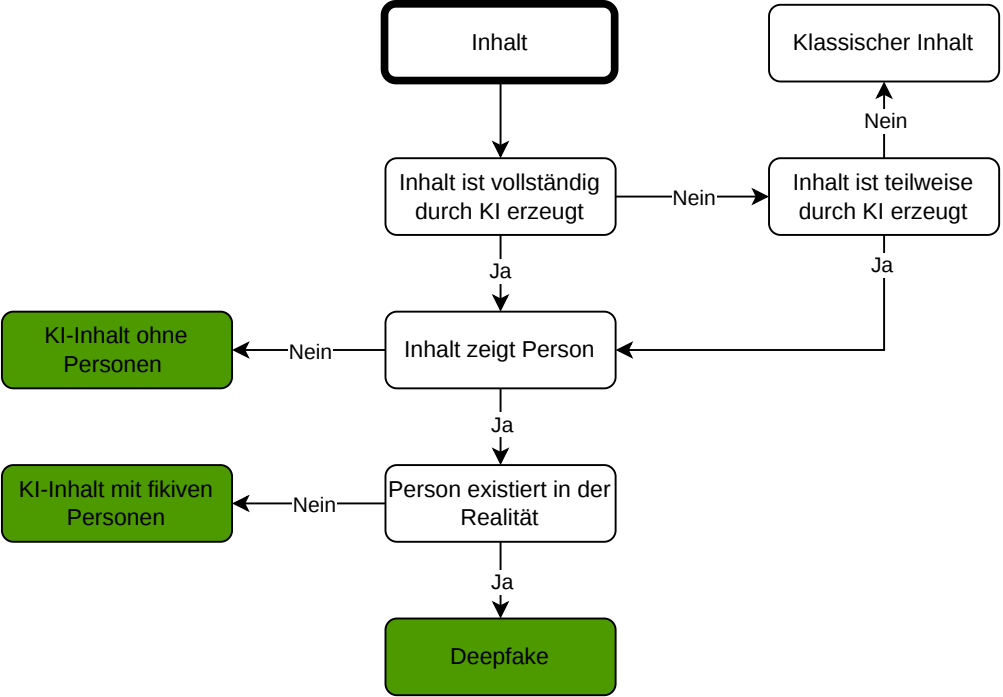 Inhalt
Klassischer Inhalt
Nein
Inhalt ist vollständig
durch KI erzeugt
Nein
Inhalt ist teilweise
durch KI erzeugt
Ja
Ja
KI-Inhalt ohne
Personen
Nein
Inhalt zeigt Person
Ja
KI-Inhalt mit fikiven
Personen
Nein
Person existiert in der
Realität
Ja
Deepfake